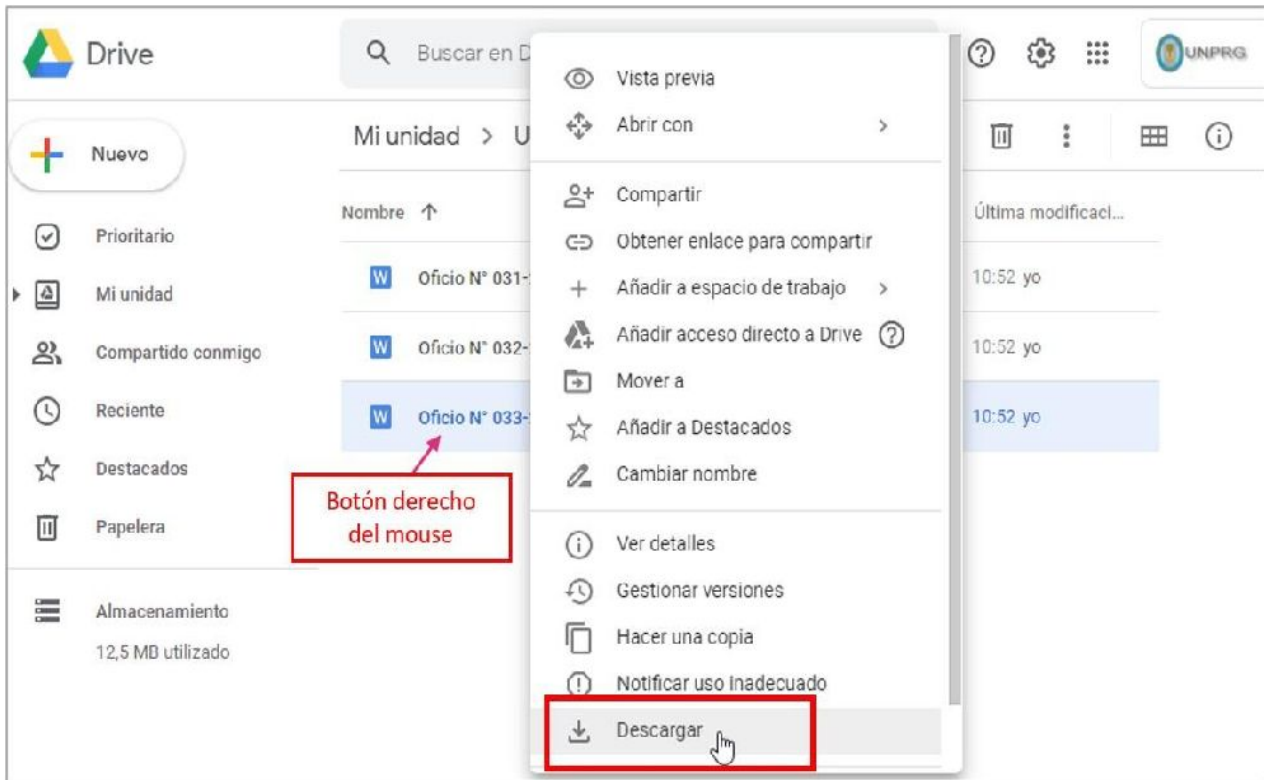 Drive
Buscar en D
UNPRG
Nuevo
Mi unidad > U
Nombre
Última modificaci...
Prioritario
Mi unidad
Compartido conmigo
Reciente
Destacados
Papelera
Almacenamiento
12,5 MB utilizado
Oficio N° 031-
10:52 yo
Oficio N° 032-
10:52 yo
Oficio N° 033-
10:52 yo
Botón derecho
del mouse
Vista previa
Abrir con
Compartir
Obtener enlace para compartir
Añadir a espacio de trabajo
Añadir acceso directo a Drive
Mover a
Añadir a Destacados
Cambiar nombre
Ver detalles
Gestionar versiones
Hacer una copia
Notificar uso inadecuado
Descargar